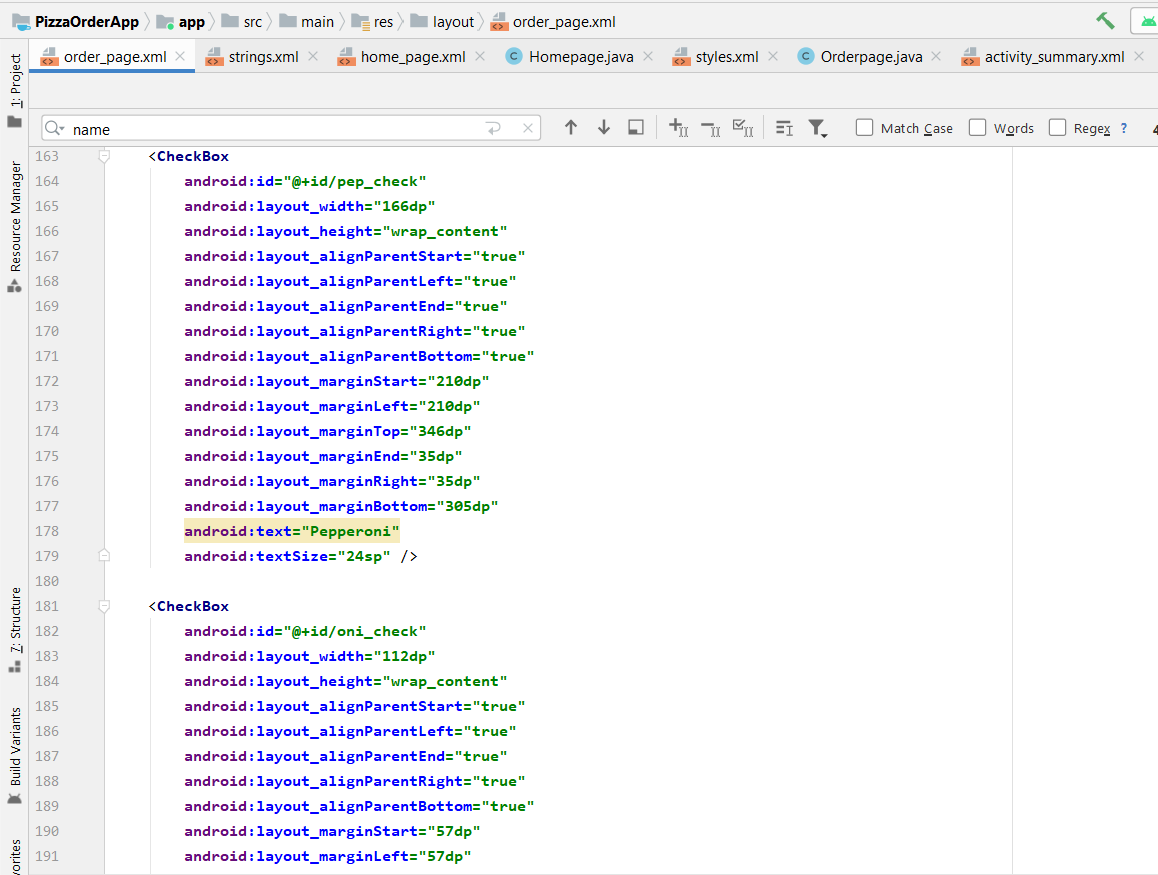 PizzaOrderApp app src main res layout order_page.xml
order_page.xml strings.xml home_page.xml Homepage.java styles.xml Orderpage.java activity_summary.xml
name Match Case Words Regex ?
1: Project
Resource Manager
7: Structure
Build Variants
163 <CheckBox
164 android:id="@+id/pep_check"
165 android:layout_width="166dp"
166 android:layout_height="wrap_content"
167 android:layout_alignParentStart="true"
168 android:layout_alignParentLeft="true"
169 android:layout_alignParentEnd="true"
170 android:layout_alignParentRight="true"
171 android:layout_alignParentBottom="true"
172 android:layout_marginStart="210dp"
173 android:layout_marginLeft="210dp"
174 android:layout_marginTop="346dp"
175 android:layout_marginEnd="35dp"
176 android:layout_marginRight="35dp"
177 android:layout_marginBottom="305dp"
178 android:text="Pepperoni"
179 android:textSize="24sp" />
180
181 <CheckBox
182 android:id="@+id/oni_check"
183 android:layout_width="112dp"
184 android:layout_height="wrap_content"
185 android:layout_alignParentStart="true"
186 android:layout_alignParentLeft="true"
187 android:layout_alignParentEnd="true"
188 android:layout_alignParentRight="true"
189 android:layout_alignParentBottom="true"
190 android:layout_marginStart="57dp"
191 android:layout_marginLeft="57dp"